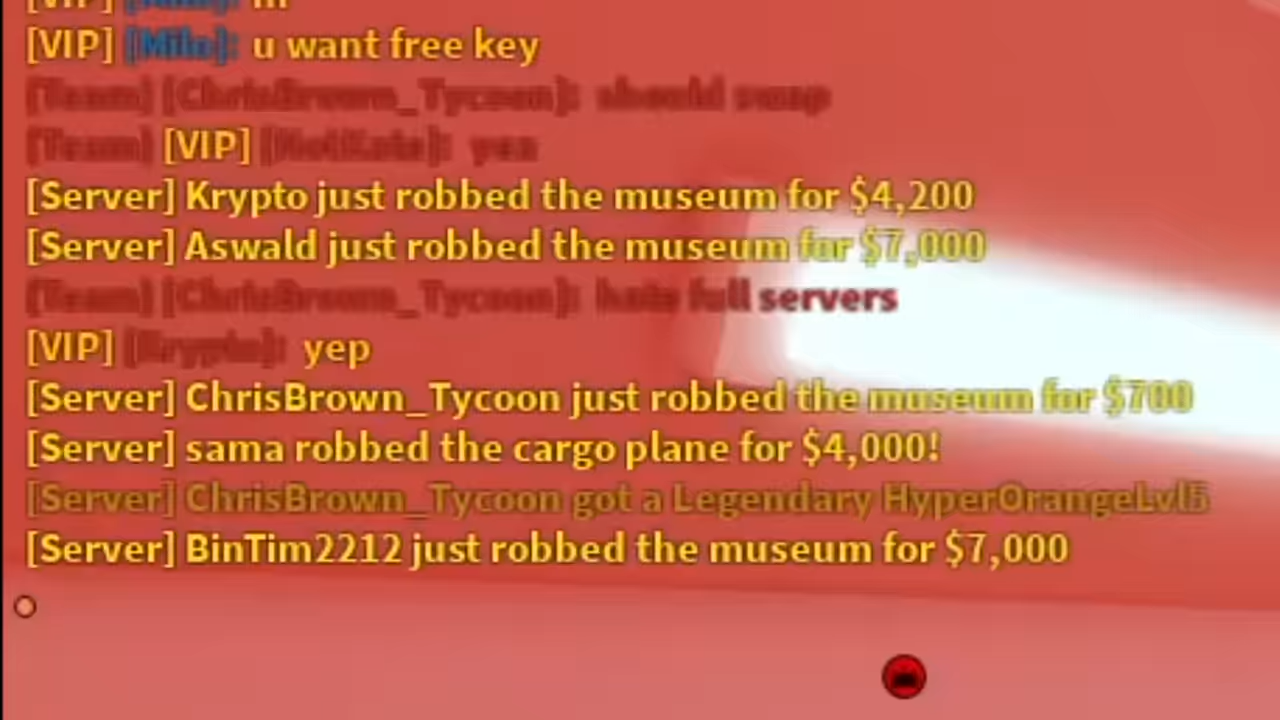 [VIP]
[VIP] [Milo]: u want free key
[Team] [ChrisBrown_Tycoon]: should swap
[Team] [VIP] [NotKate]: yea
[Server] Krypto just robbed the museum for $4,200
[Server] Aswald just robbed the museum for $7,000
[Team] [ChrisBrown_Tycoon]: hate full servers
[VIP] [Krypto]: yep
[Server] ChrisBrown_Tycoon just robbed the museum for $700
[Server] sama robbed the cargo plane for $4,000!
[Server] ChrisBrown_Tycoon got a Legendary HyperOrangeLvl5
[Server] BinTim2212 just robbed the museum for $7,000